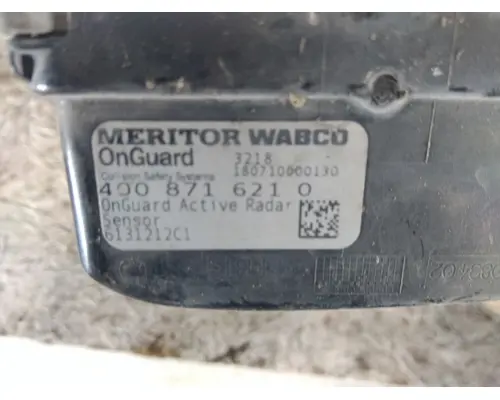 MERITOR WABCO
OnGuard
3218
180710000130
Collision Safety Systems
400 871 621 0
OnGuard Active Radar
Sensor
6131212C1